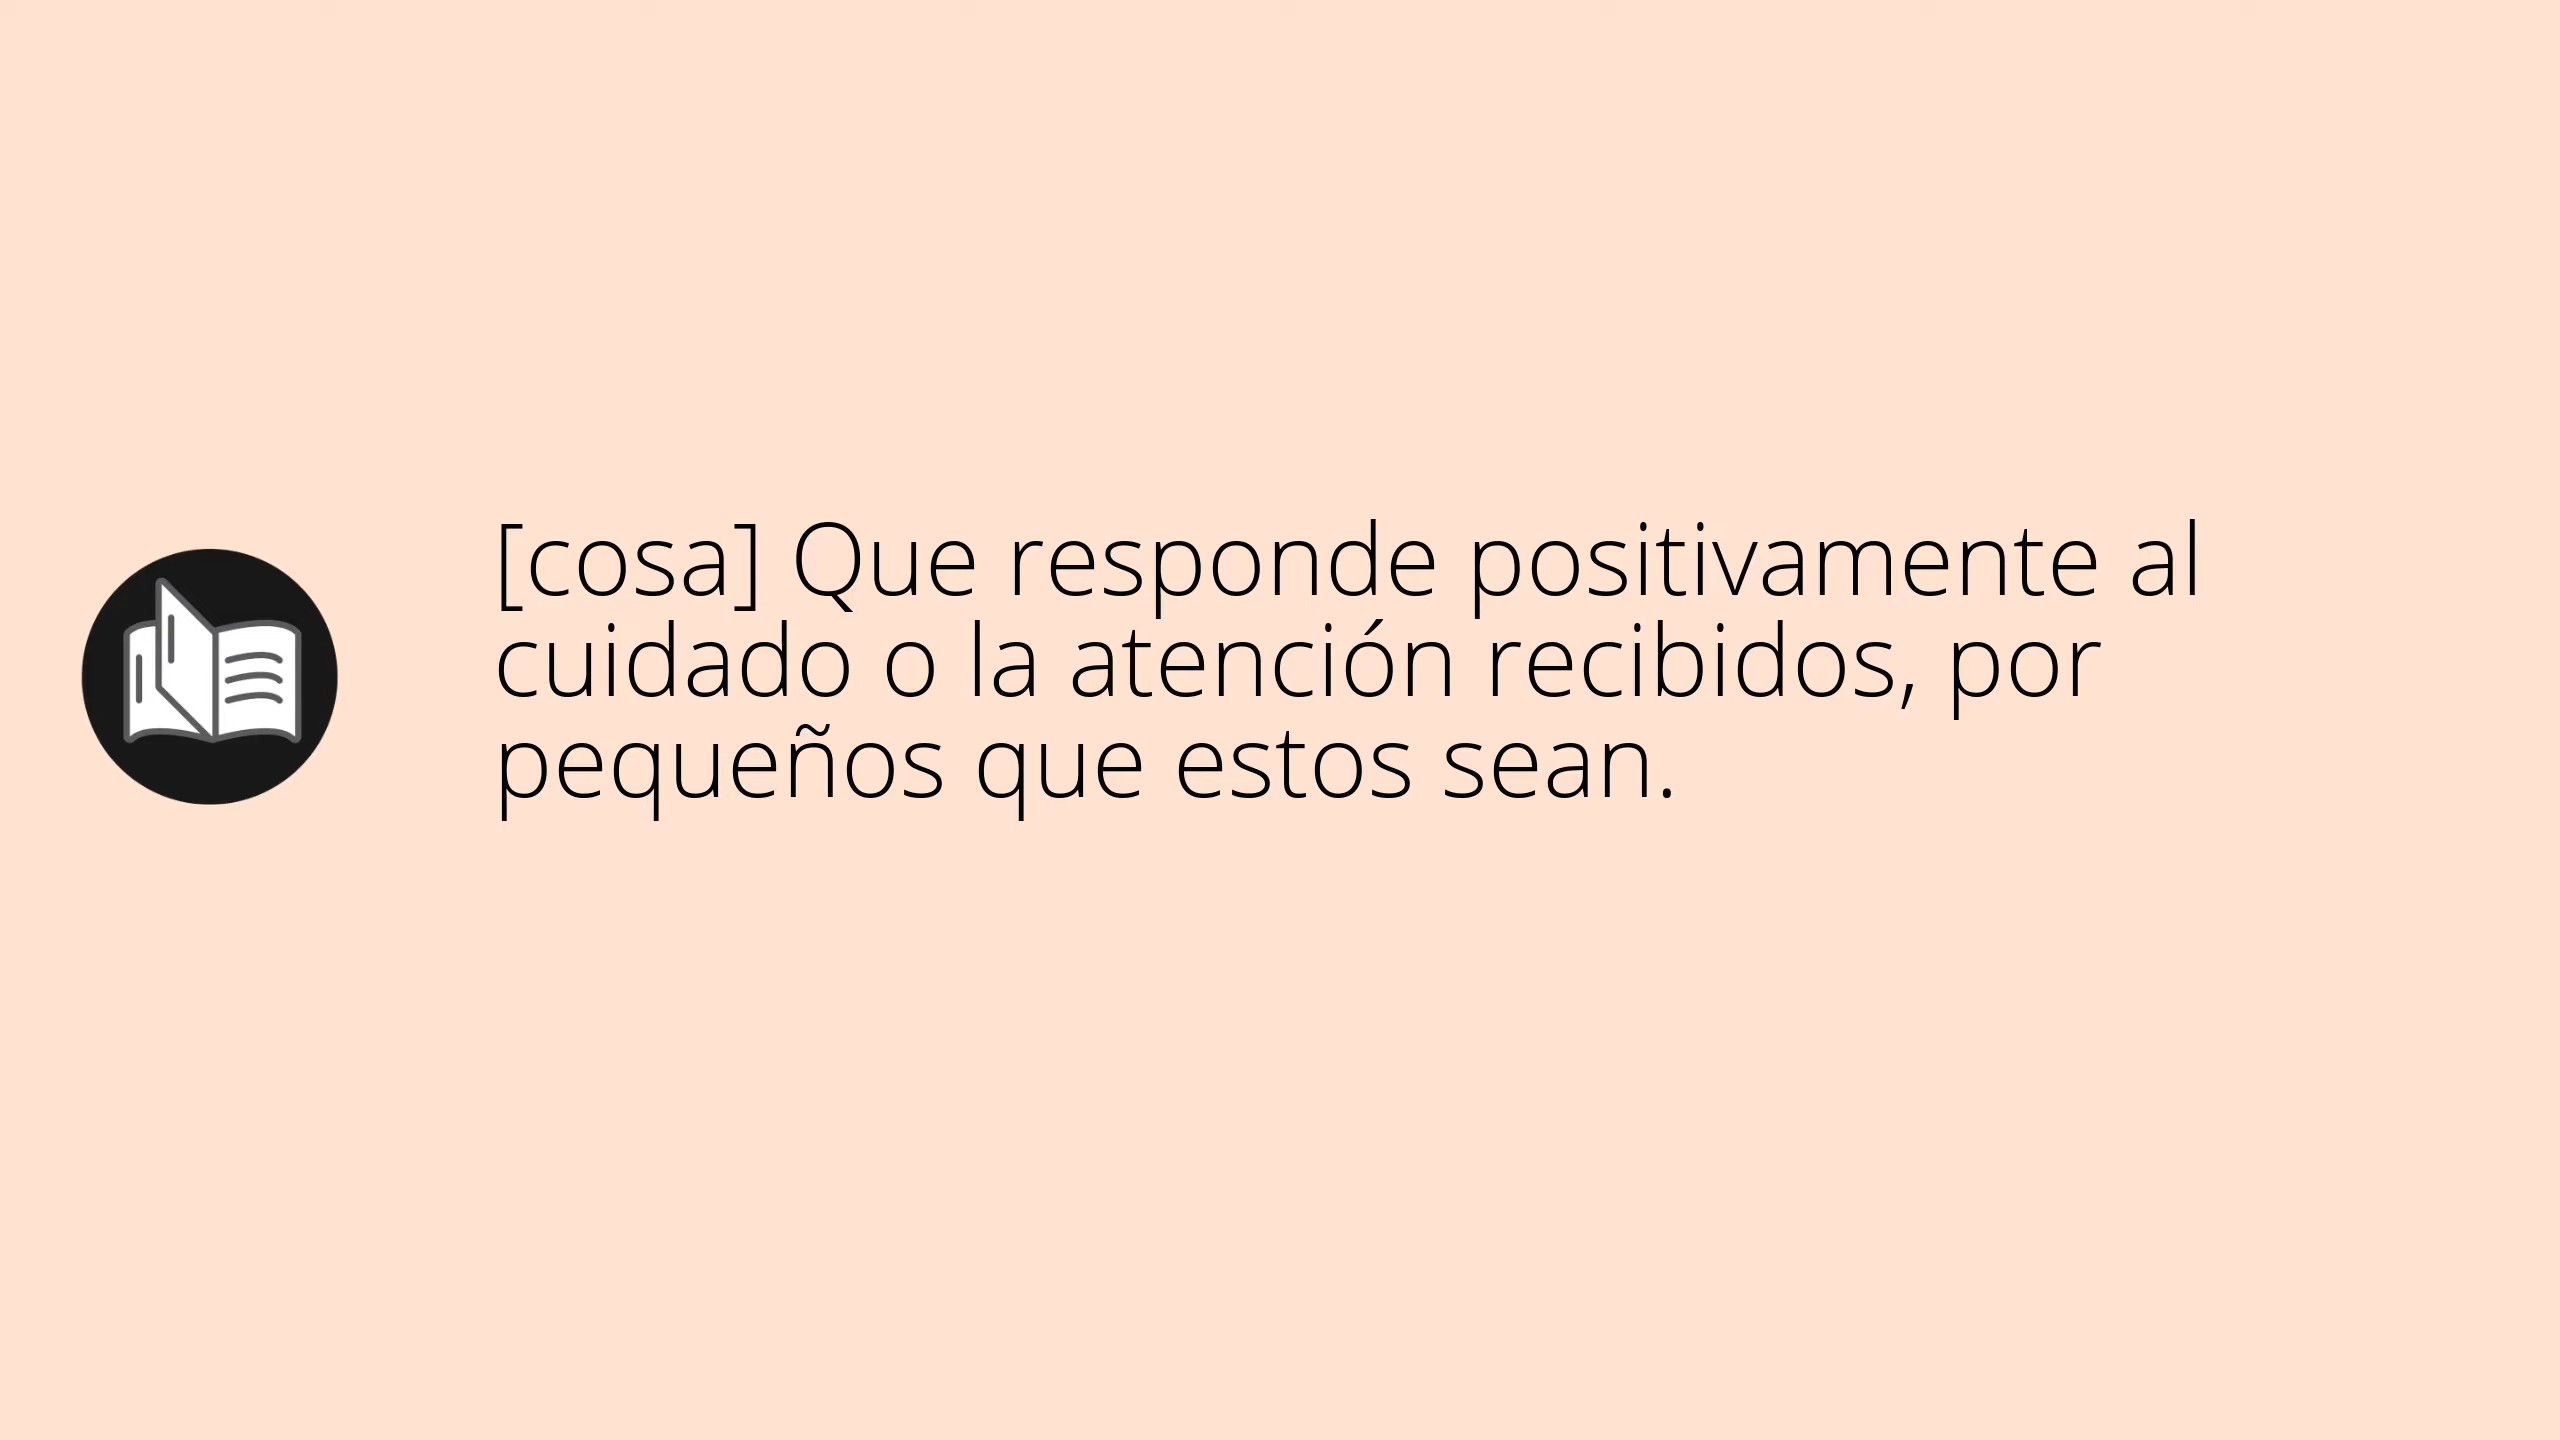 [cosa] Que responde positivamente al
cuidado o la atención recibidos, por
pequeños que estos sean.